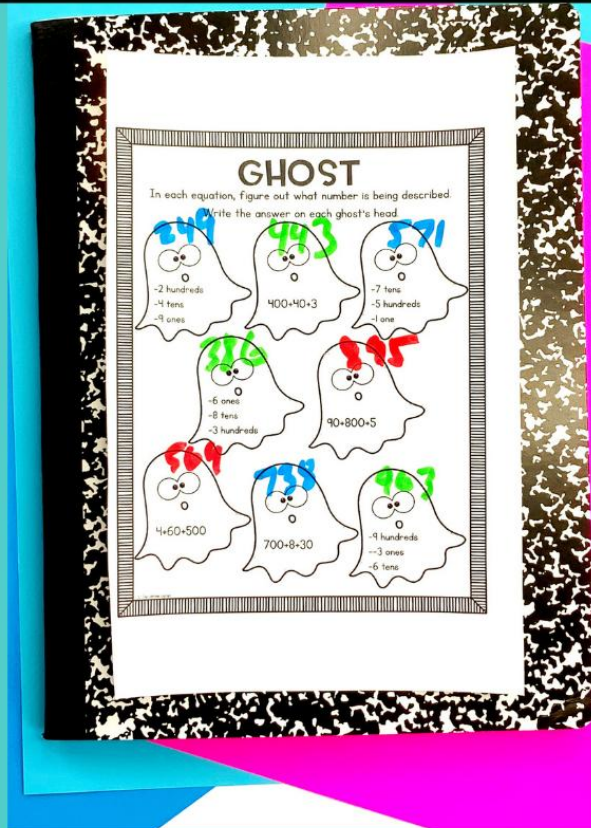 GHOST
In each equation, figure out what number is being described.
Write the answer on each ghost's head.
249
443
571
-2 hundreds
-4 tens
-9 ones
400+40+3
-7 tens
-5 hundreds
-1 one
386
895
-6 ones
-8 tens
-3 hundreds
90+800+5
564
738
963
4+60+500
700+8+30
-9 hundreds
--3 ones
-6 tens